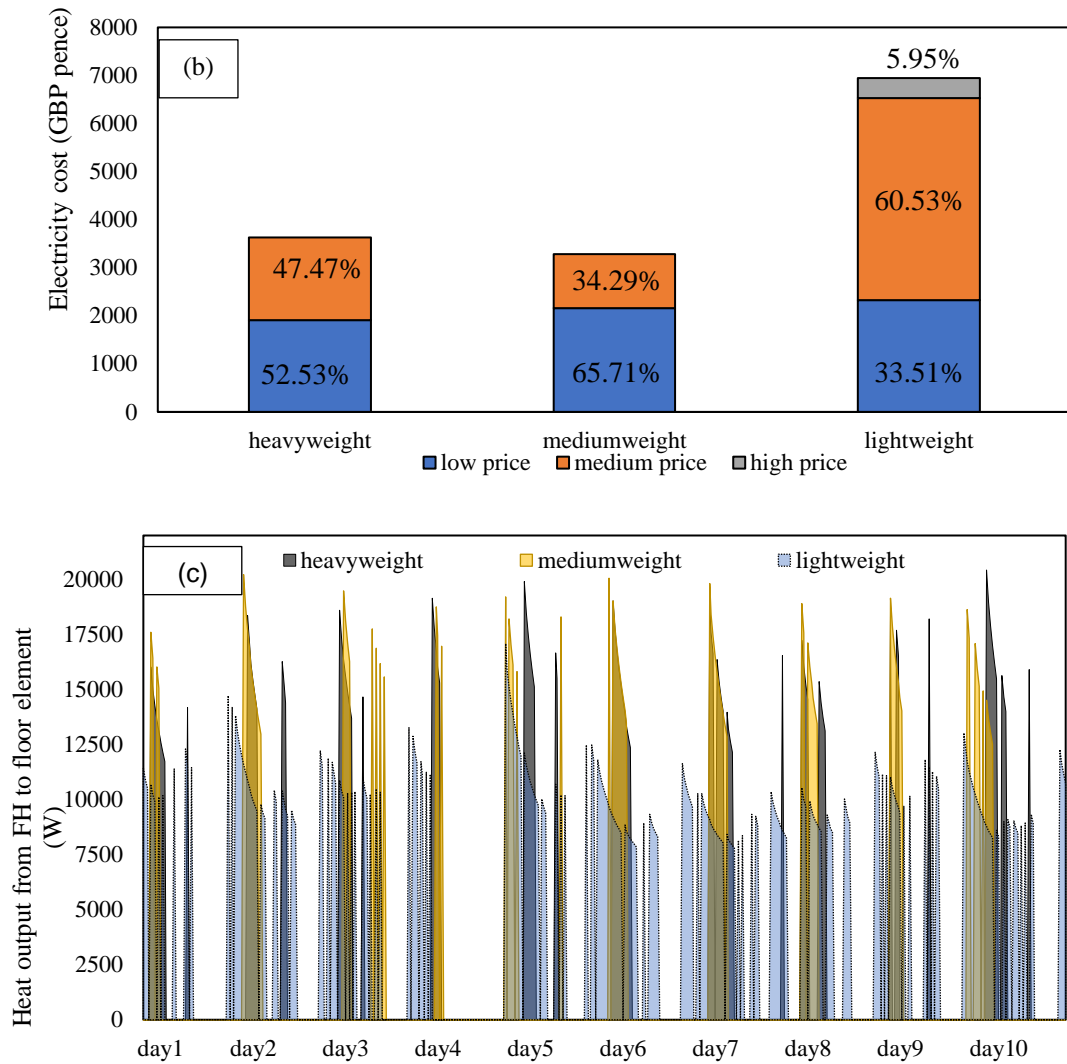 8000
7000
6000
5000
4000
3000
2000
1000
0
Electricity cost (GBP pence)
(b)
5.95%
60.53%
47.47%
34.29%
52.53%
65.71%
33.51%
heavyweight mediumweight lightweight
low price medium price high price
(c)
heavyweight mediumweight lightweight
20000
17500
15000
12500
10000
7500
5000
2500
0
Heat output from FH to floor element
(W)
day1 day2 day3 day4 day5 day6 day7 day8 day9 day10